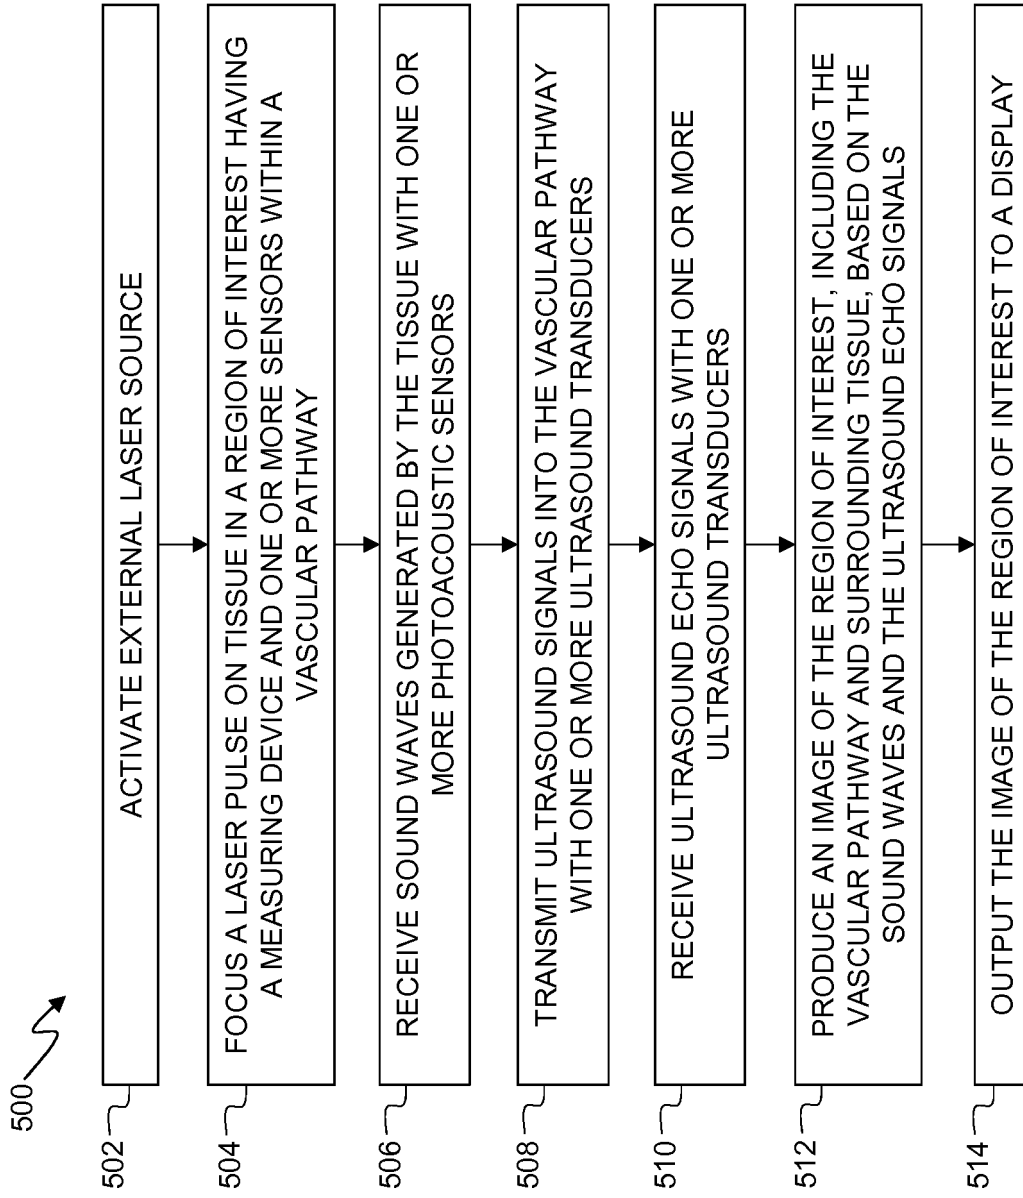 500
502
ACTIVATE EXTERNAL LASER SOURCE
504
FOCUS A LASER PULSE ON TISSUE IN A REGION OF INTEREST HAVING
A MEASURING DEVICE AND ONE OR MORE SENSORS WITHIN A
VASCULAR PATHWAY
506
RECEIVE SOUND WAVES GENERATED BY THE TISSUE WITH ONE OR
MORE PHOTOACOUSTIC SENSORS
508
TRANSMIT ULTRASOUND SIGNALS INTO THE VASCULAR PATHWAY
WITH ONE OR MORE ULTRASOUND TRANSDUCERS
510
RECEIVE ULTRASOUND ECHO SIGNALS WITH ONE OR MORE
ULTRASOUND TRANSDUCERS
512
PRODUCE AN IMAGE OF THE REGION OF INTEREST, INCLUDING THE
VASCULAR PATHWAY AND SURROUNDING TISSUE, BASED ON THE
SOUND WAVES AND THE ULTRASOUND ECHO SIGNALS
514
OUTPUT THE IMAGE OF THE REGION OF INTEREST TO A DISPLAY